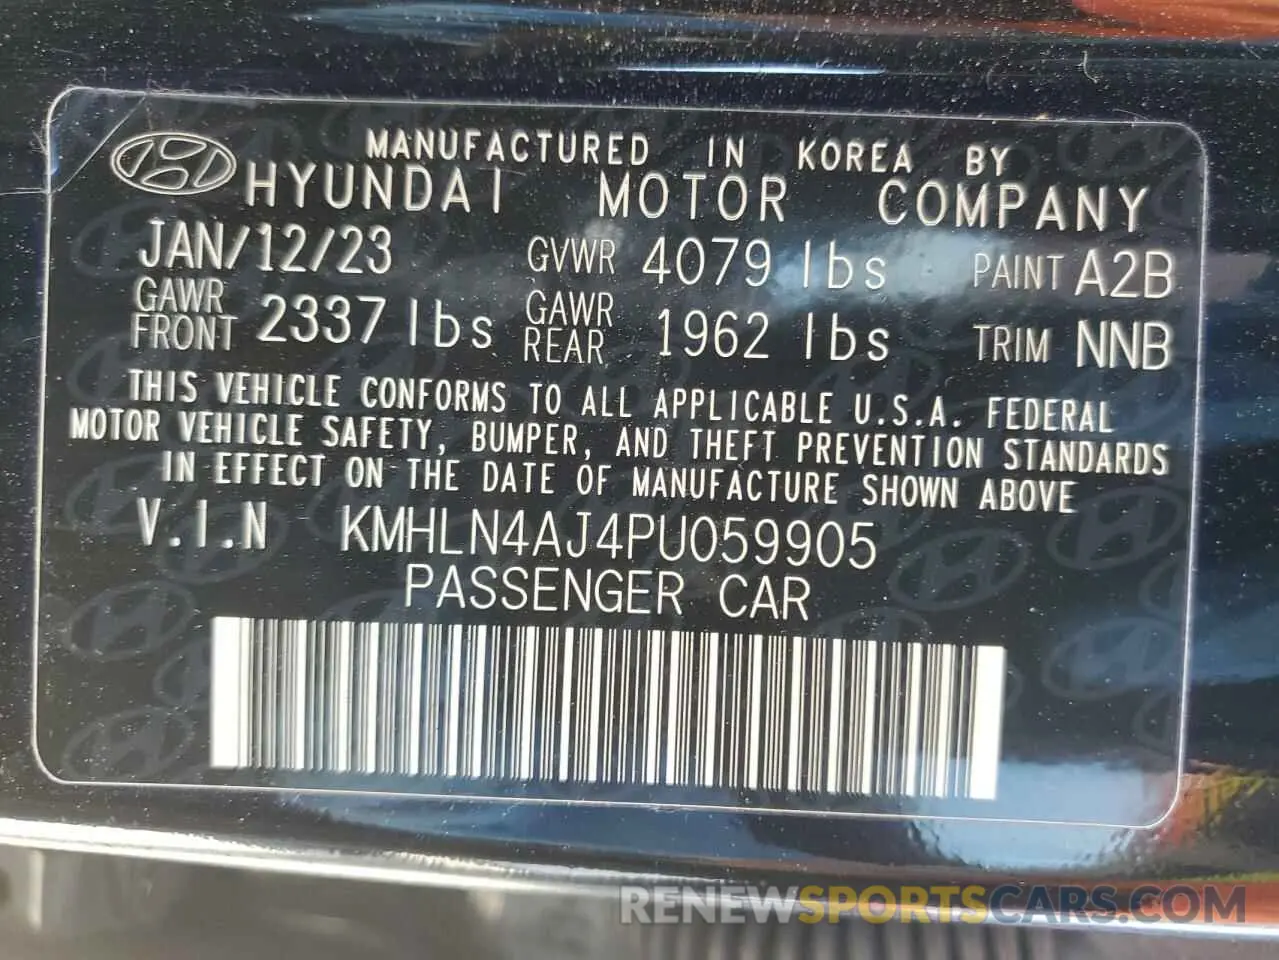 MANUFACTURED IN KOREA BY
HYUNDAI MOTOR COMPANY
JAN/12/23 GVWR 4079 lbs PAINT A2B
GAWR FRONT 2337 lbs GAWR REAR 1962 lbs TRIM NNB
THIS VEHICLE CONFORMS TO ALL APPLICABLE U.S.A. FEDERAL
MOTOR VEHICLE SAFETY, BUMPER, AND THEFT PREVENTION STANDARDS
IN EFFECT ON THE DATE OF MANUFACTURE SHOWN ABOVE
V.I.N KMHLN4AJ4PU059905
PASSENGER CAR
RENEWSPORTSCARS.COM